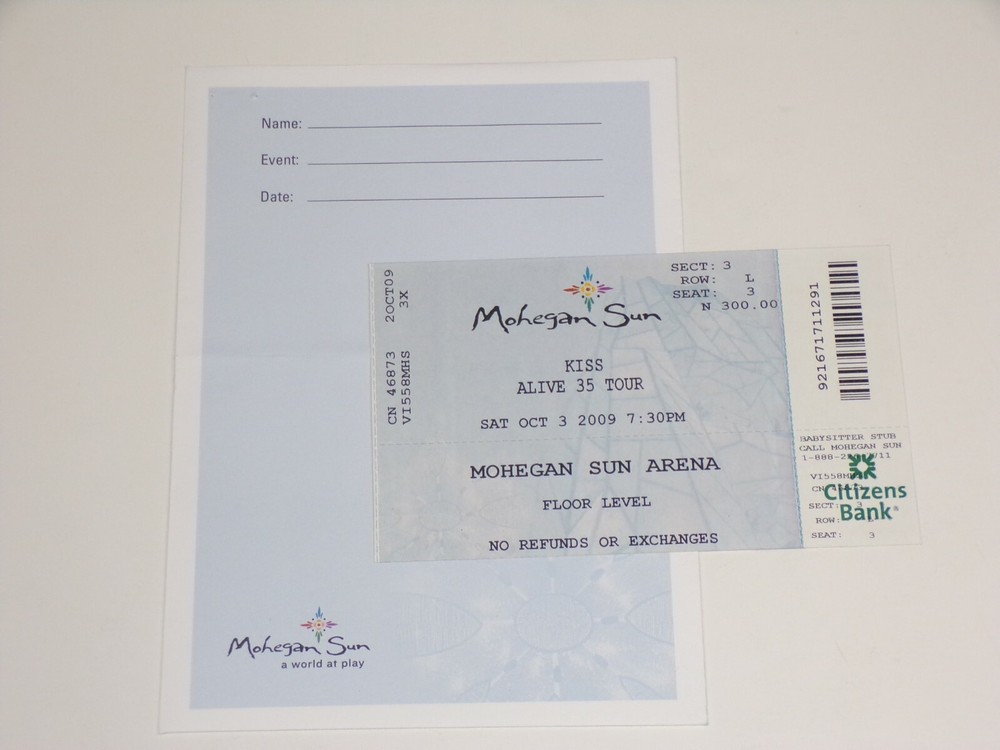 Name:
Event:
Date:
Mohegan Sun
a world at play
2OCT09
3X
CN 46873
VI558MHS
Mohegan Sun
SECT: 3
ROW: L
SEAT: 3
N 300.00
KISS
ALIVE 35 TOUR
SAT OCT 3 2009 7:30PM
MOHEGAN SUN ARENA
FLOOR LEVEL
NO REFUNDS OR EXCHANGES
921671711291
BABYSITTER STUB
CALL MOHEGAN SUN
Citizens
Bank®
SECT: 3
ROW:
SEAT: 3